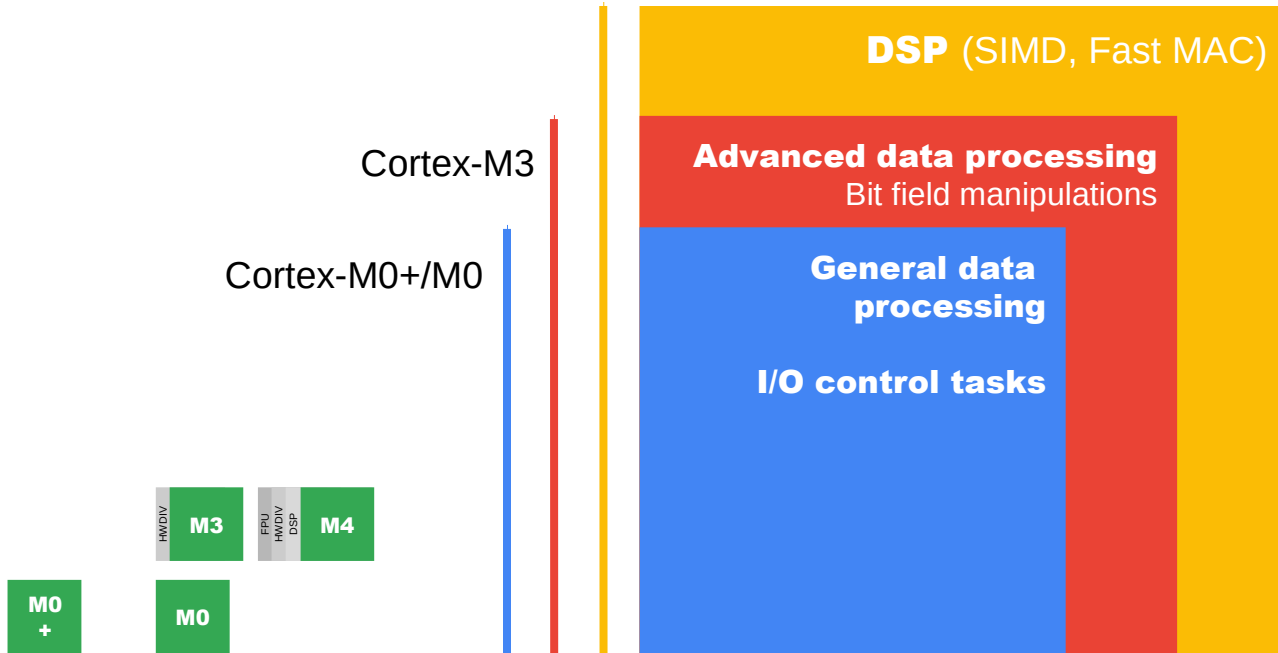 DSP (SIMD, Fast MAC)
Cortex-M3
Advanced data processing
Bit field manipulations
Cortex-M0+/M0
General data
processing
I/O control tasks
HWDIV
M3
FPU
HWDIV
DSP
M4
M0
+
M0